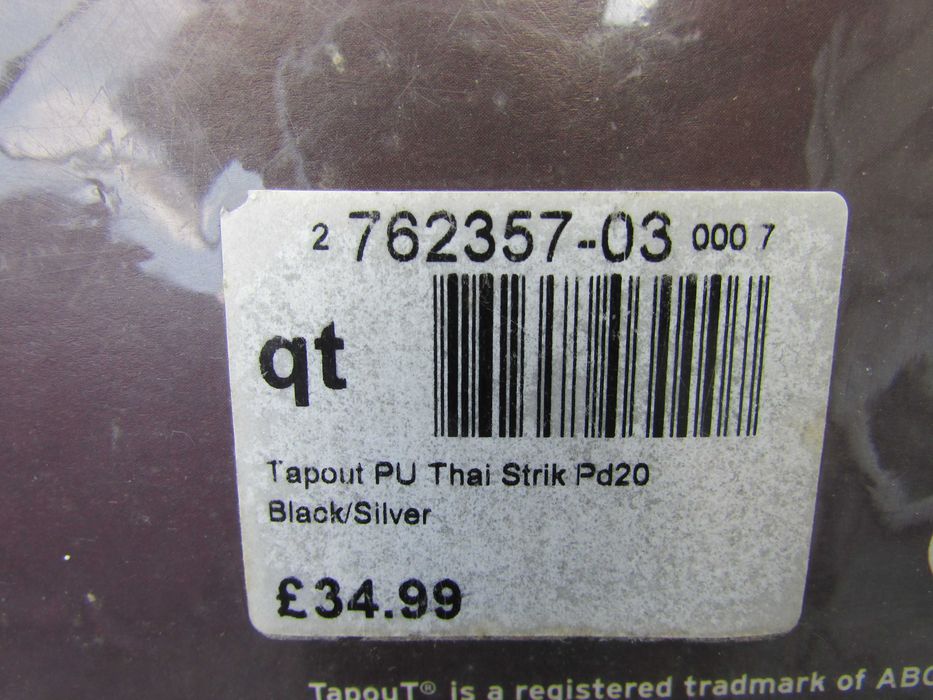 2 762357-03 000 7
qt
Tapout PU Thai Strik Pd20
Black/Silver
£34.99
TapouT® is a registered tradmark of ABC